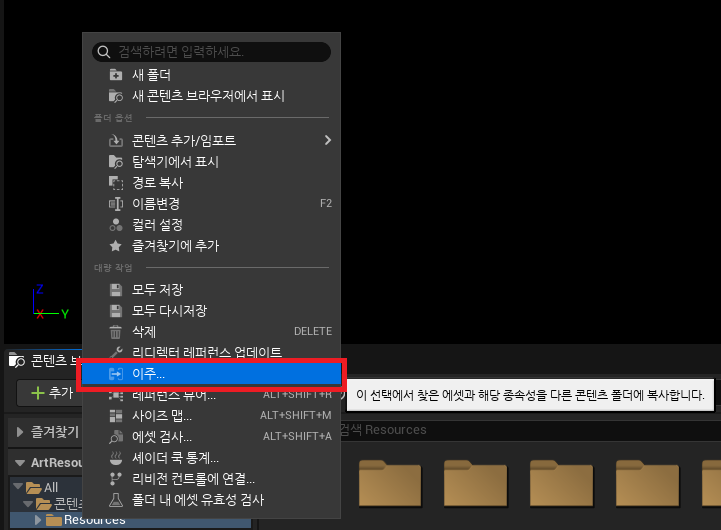 검색하려면 입력하세요.
새 폴더
새 콘텐츠 브라우저에서 표시
폴더 옵션
콘텐츠 추가/임포트
탐색기에서 표시
경로 복사
이름변경 F2
컬러 설정
즐겨찾기에 추가
대량 작업
모두 저장
모두 다시저장
삭제 DELETE
리디렉터 레퍼런스 업데이트
이주...
레퍼런스 뷰어... ALT+SHIFT+R
사이즈 맵... ALT+SHIFT+M
에셋 검사... ALT+SHIFT+A
셰이더 쿡 통계...
리비전 컨트롤에 연결...
폴더 내 에셋 유효성 검사
이 선택에서 찾은 에셋과 해당 종속성을 다른 콘텐츠 폴더에 복사합니다.
Z
X Y
콘텐츠 브
추가
즐겨찾기
검색 Resources
ArtResou
All
콘텐츠
Resources